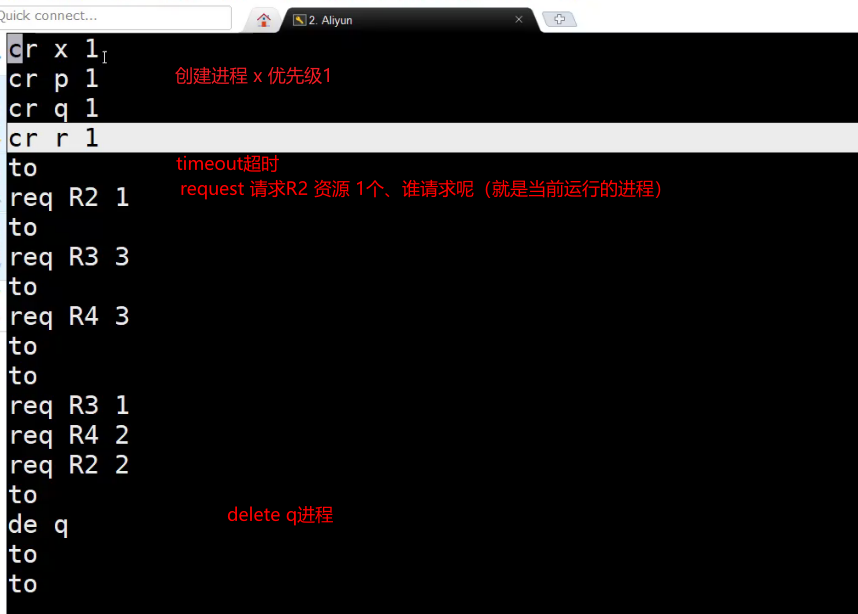 Quick connect...
2. Aliyun
cr x 1
cr p 1
创建进程 x 优先级1
cr q 1
cr r 1
to
timeout超时
req R2 1
request 请求R2 资源 1个、谁请求呢（就是当前运行的进程）
to
req R3 3
to
req R4 3
to
to
req R3 1
req R4 2
req R2 2
to
de q
delete q进程
to
to